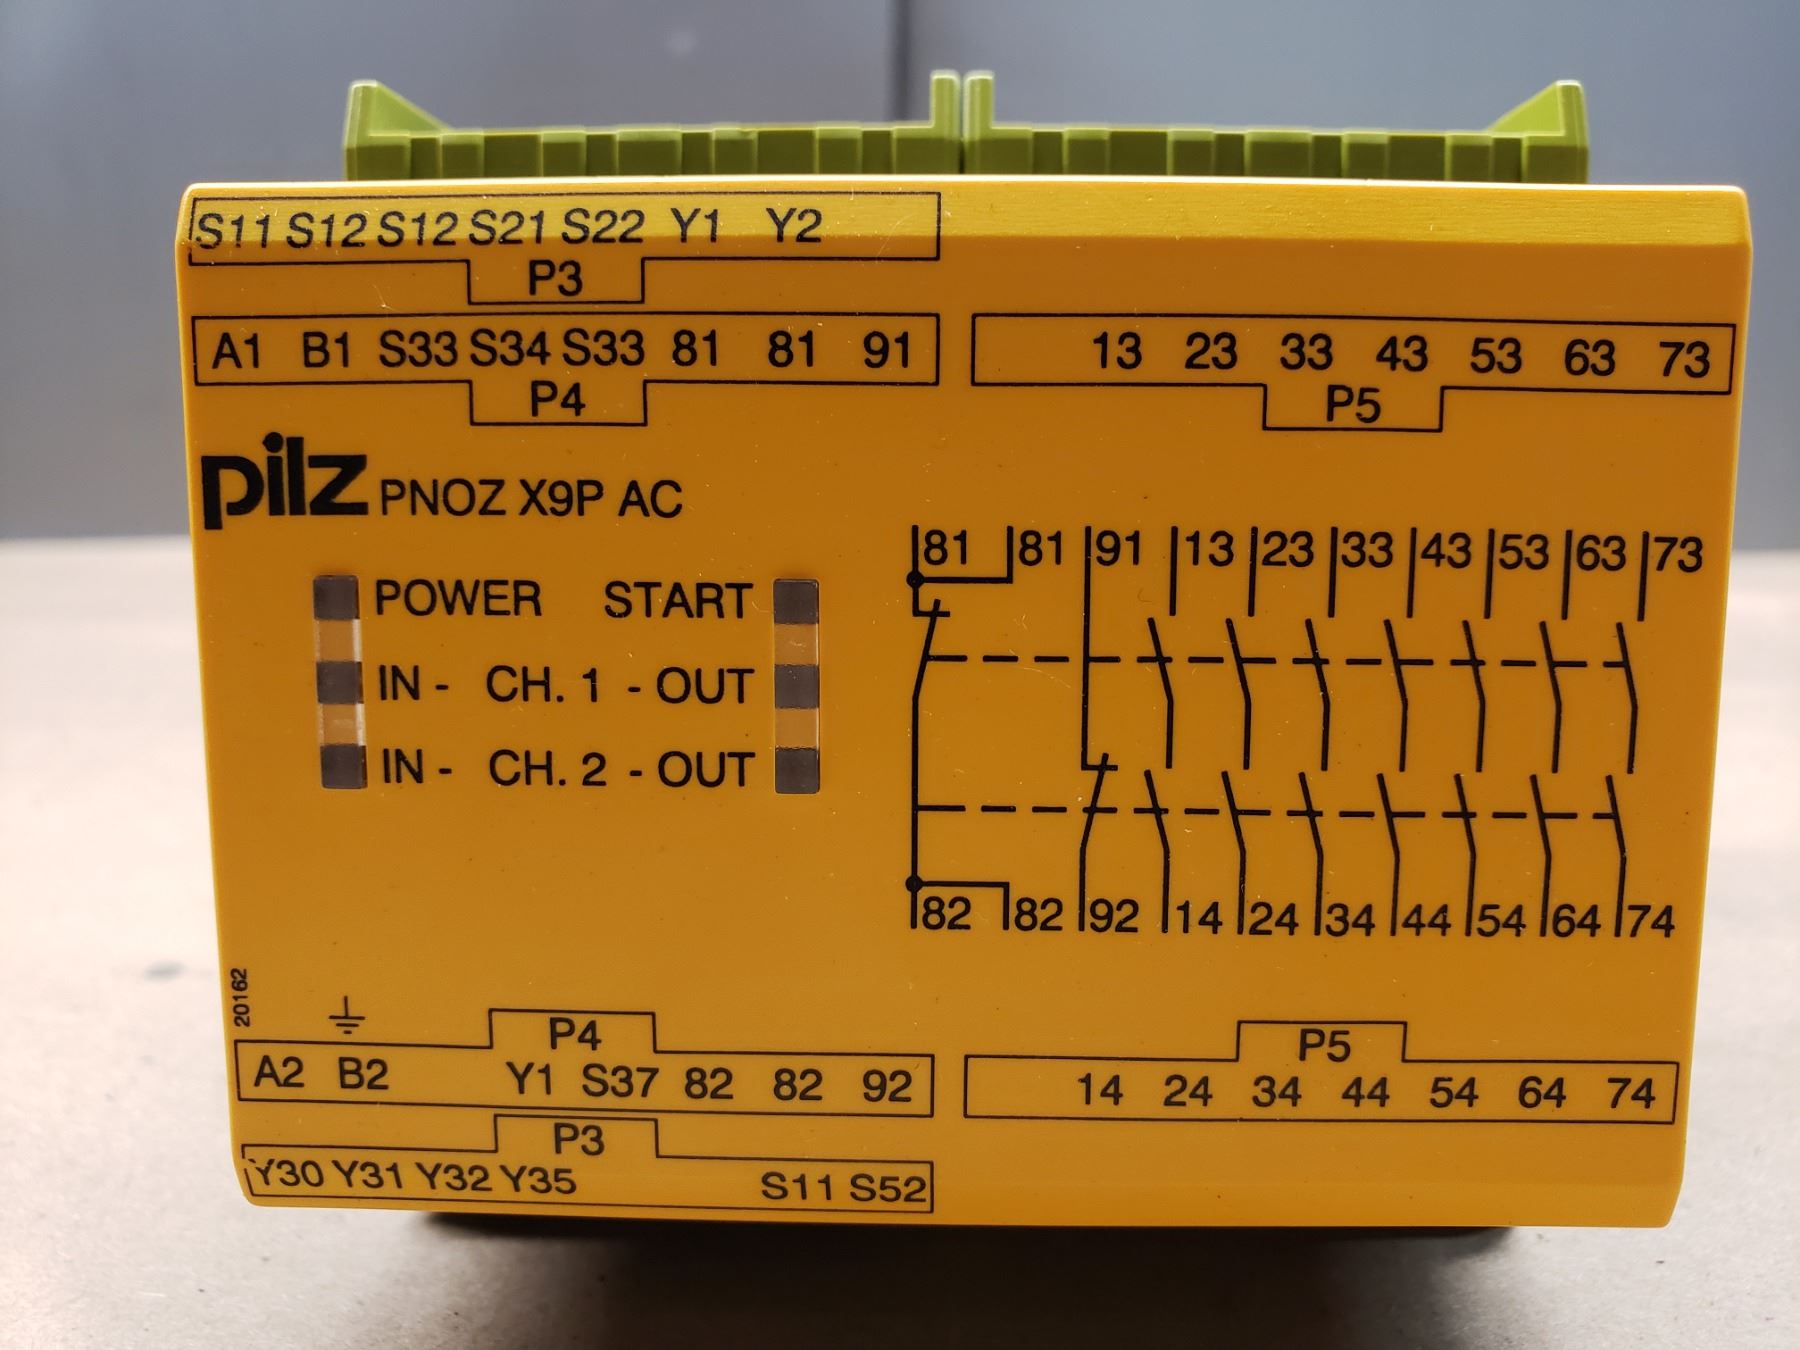 S11 S12 S12 S21 S22 Y1 Y2
P3
A1 B1 S33 S34 S33 81 81 91
P4
13 23 33 43 53 63 73
P5
pilz PNOZ X9P AC
POWER START
IN - CH. 1 - OUT
IN - CH. 2 - OUT
81 81 91 13 23 33 43 53 63 73
82 82 92 14 24 34 44 54 64 74
20162
P4
A2 B2 Y1 S37 82 82 92
P5
14 24 34 44 54 64 74
P3
Y30 Y31 Y32 Y35 S11 S52